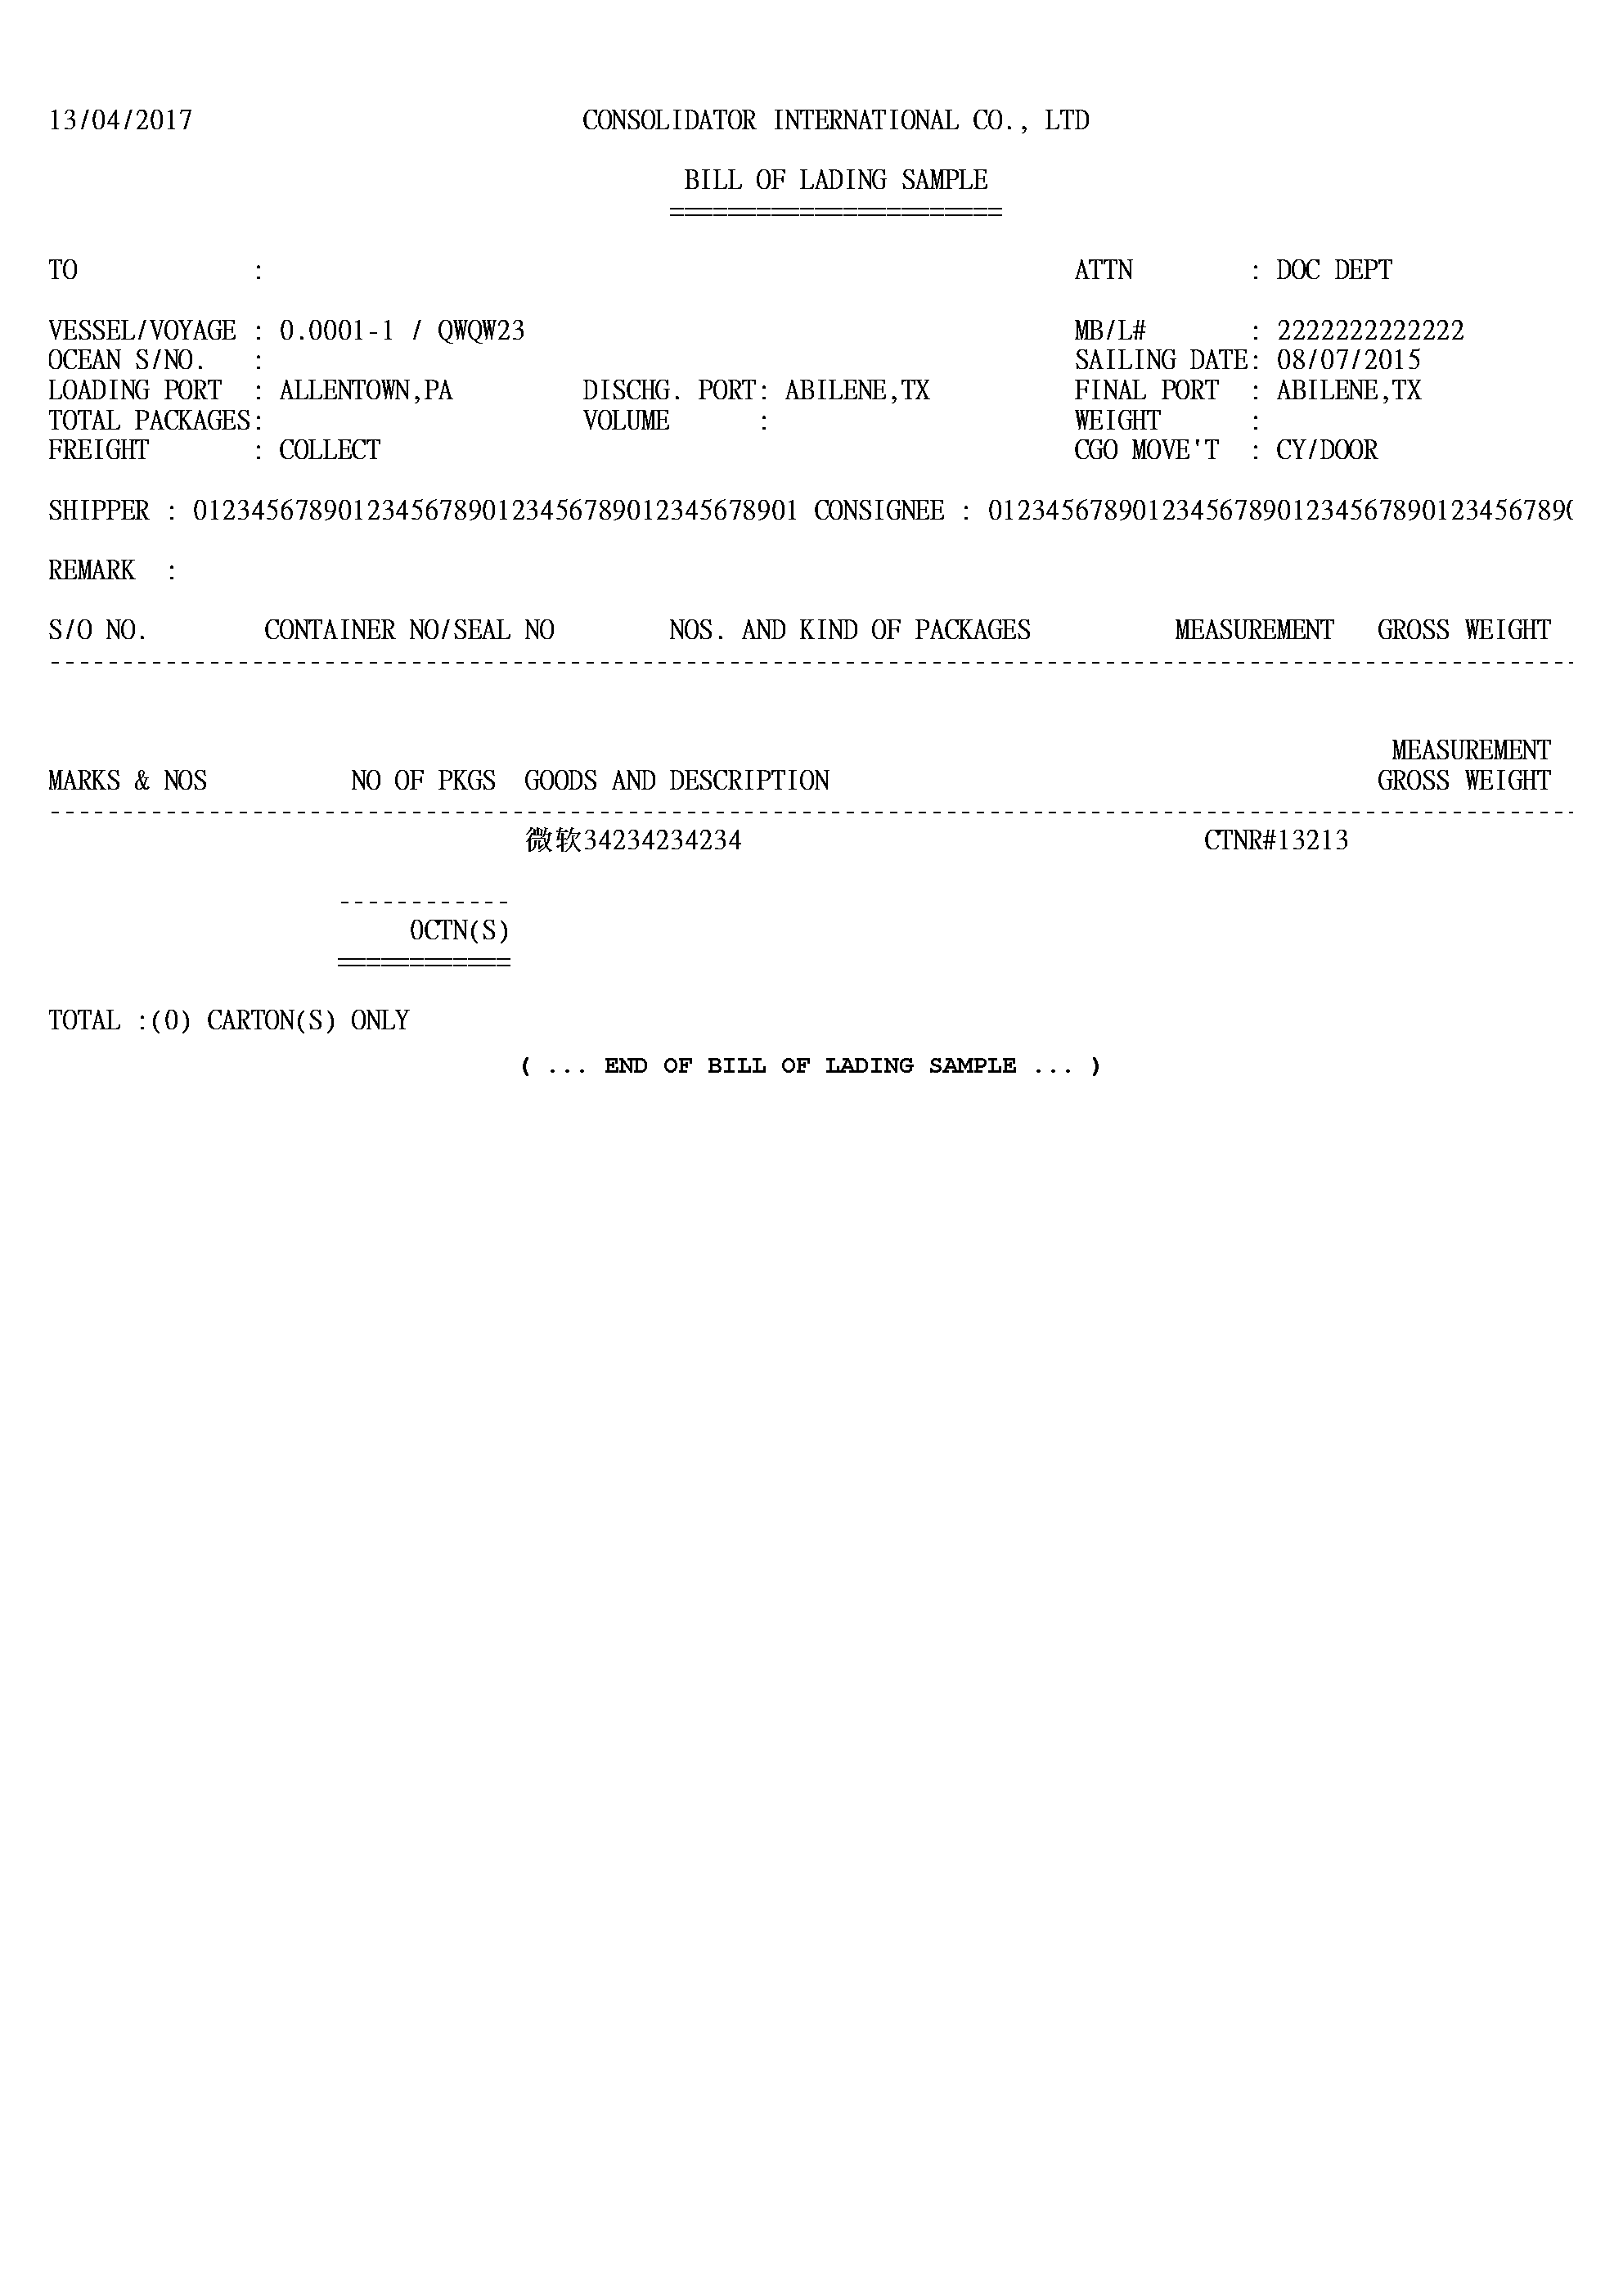 13/04/2017 CONSOLIDATOR INTERNATIONAL CO., LTD
BILL OF LADING SAMPLE
=======================
TO : ATTN : DOC DEPT
VESSEL/VOYAGE : 0.0001-1 / QWQW23 MB/L# : 2222222222222
OCEAN S/NO. : SAILING DATE: 08/07/2015
LOADING PORT : ALLENTOWN,PA DISCHG. PORT: ABILENE,TX FINAL PORT : ABILENE,TX
TOTAL PACKAGES: VOLUME : WEIGHT :
FREIGHT : COLLECT CGO MOVE'T : CY/DOOR
SHIPPER : 012345678901234567890123456789012345678901 CONSIGNEE : 0123456789012345678901234567890123456789
REMARK :
S/O NO. CONTAINER NO/SEAL NO NOS. AND KIND OF PACKAGES MEASUREMENT GROSS WEIGHT
----------------------------------------------------------------------------------------------------------
MEASUREMENT
MARKS & NOS NO OF PKGS GOODS AND DESCRIPTION GROSS WEIGHT
----------------------------------------------------------------------------------------------------------
微软34234234234 CTNR#13213
------------
0CTN(S)
============
TOTAL :(0) CARTON(S) ONLY
( ... END OF BILL OF LADING SAMPLE ... )